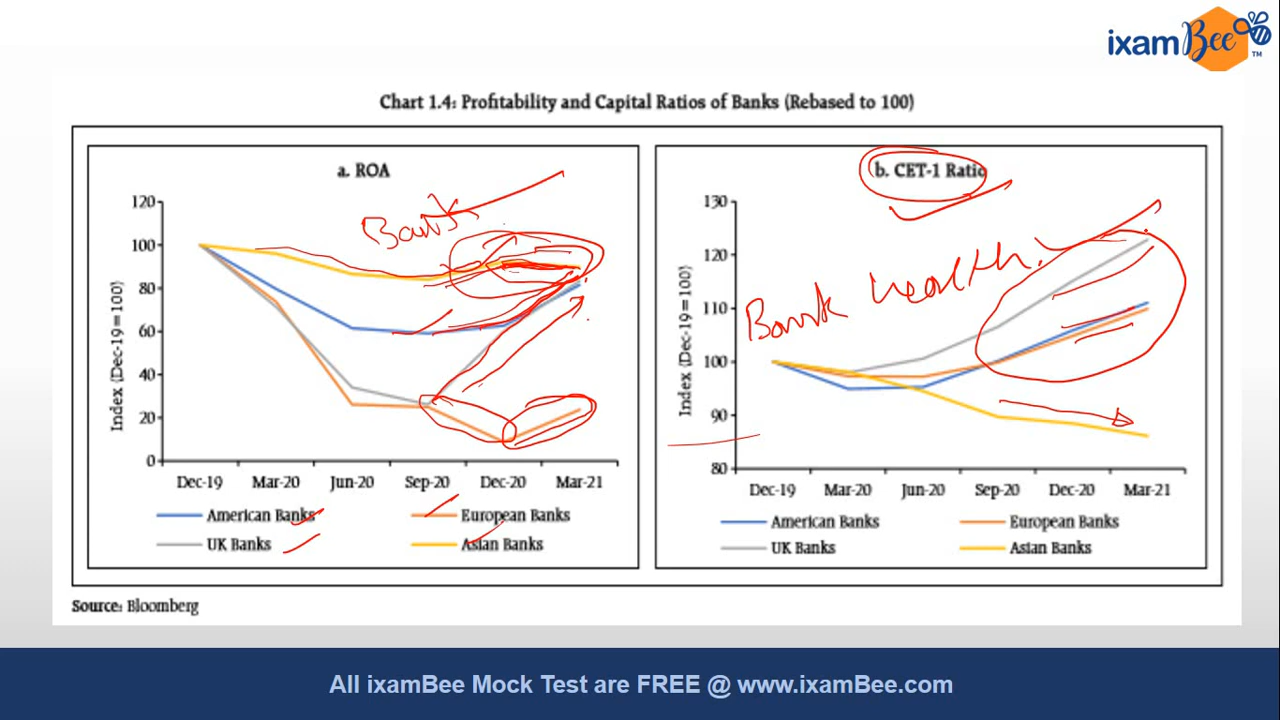 ixamBee
TM
Chart 1.4: Profitability and Capital Ratios of Banks (Rebased to 100)
a. ROA
Index (Dec-19=100)
120
100
80
60
40
20
0
Dec-19 Mar-20 Jun-20 Sep-20 Dec-20 Mar-21
American Banks European Banks
UK Banks Asian Banks
Bank
b. CET-1 Ratio
Index (Dec-19=100)
130
120
110
100
90
80
Dec-19 Mar-20 Jun-20 Sep-20 Dec-20 Mar-21
American Banks European Banks
UK Banks Asian Banks
Bank health.
Source: Bloomberg
All ixamBee Mock Test are FREE @ www.ixamBee.com